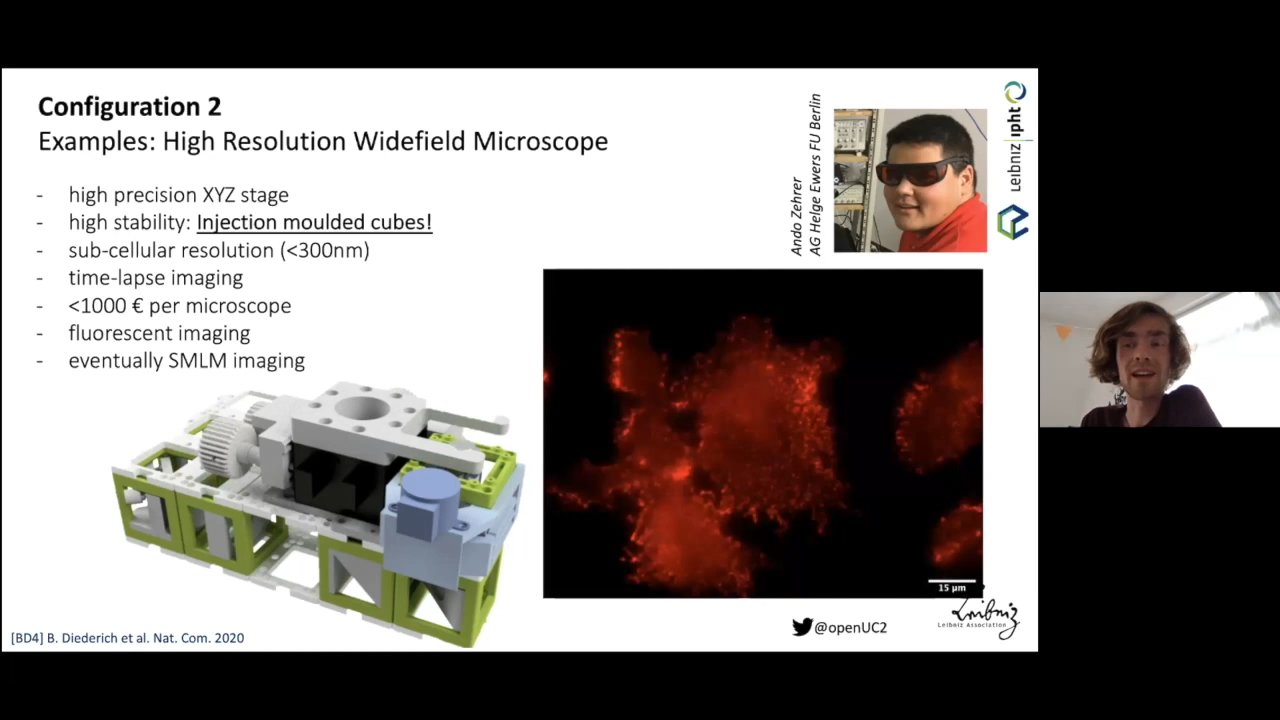 Configuration 2
Examples: High Resolution Widefield Microscope
- high precision XYZ stage
- high stability: Injection moulded cubes!
- sub-cellular resolution (<300nm)
- time-lapse imaging
- <1000 € per microscope
- fluorescent imaging
- eventually SMLM imaging
Ando Zehrer
AG Helge Ewers FU Berlin
Leibniz ipht
15 µm
[BD4] B. Diederich et al. Nat. Com. 2020
@openUC2
Leibniz
Leibniz Association